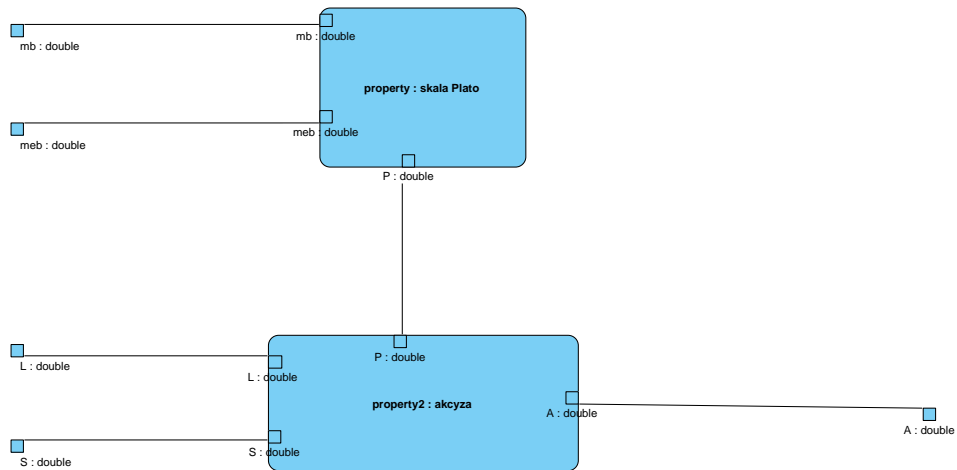 mb : double
mb : double
property : skala Plato
meb : double
meb : double
P : double
P : double
L : double
L : double
property2 : akcyza
A : double
A : double
S : double
S : double